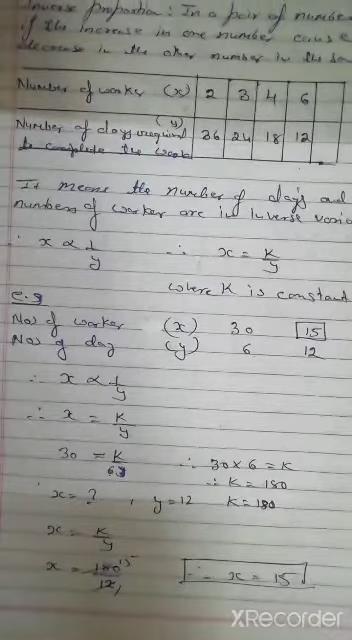 Inverse proportion: In a pair of number
if the increase in one number cause
decrease in the other number in the sa
Number of worker (x) 2 3 4 6
Number of days required (y) 36 24 18 12
to complete the work
It means the number of days and
numbers of worker are in Inverse varia
∴ x ∝ 1/y ∴ x = K/y
where K is constant
e.g
No. of worker (x) 30 15
No. of day (y) 6 12
∴ x ∝ 1/y
∴ x = K/y
30 = K/6 ∴ 30×6 = K
∴ K = 180
x = ? , y = 12 K = 180
x = K/y
x = 180/12 15 ∴ x = 15
XRecorder